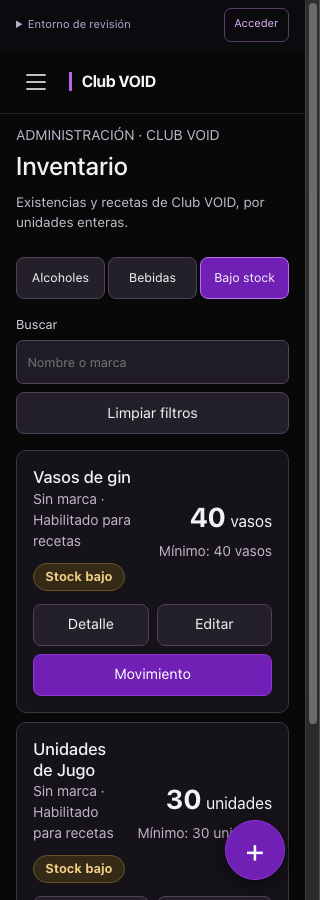 ▶ Entorno de revisión
Acceder
Club VOID
ADMINISTRACIÓN · CLUB VOID
Inventario
Existencias y recetas de Club VOID, por
unidades enteras.
Alcoholes
Bebidas
Bajo stock
Buscar
Nombre o marca
Limpiar filtros
Vasos de gin
Sin marca ·
Habilitado para
recetas
40 vasos
Mínimo: 40 vasos
Stock bajo
Detalle
Editar
Movimiento
Unidades
de Jugo
Sin marca ·
Habilitado
para recetas
30 unidades
Mínimo: 30
Stock bajo
+